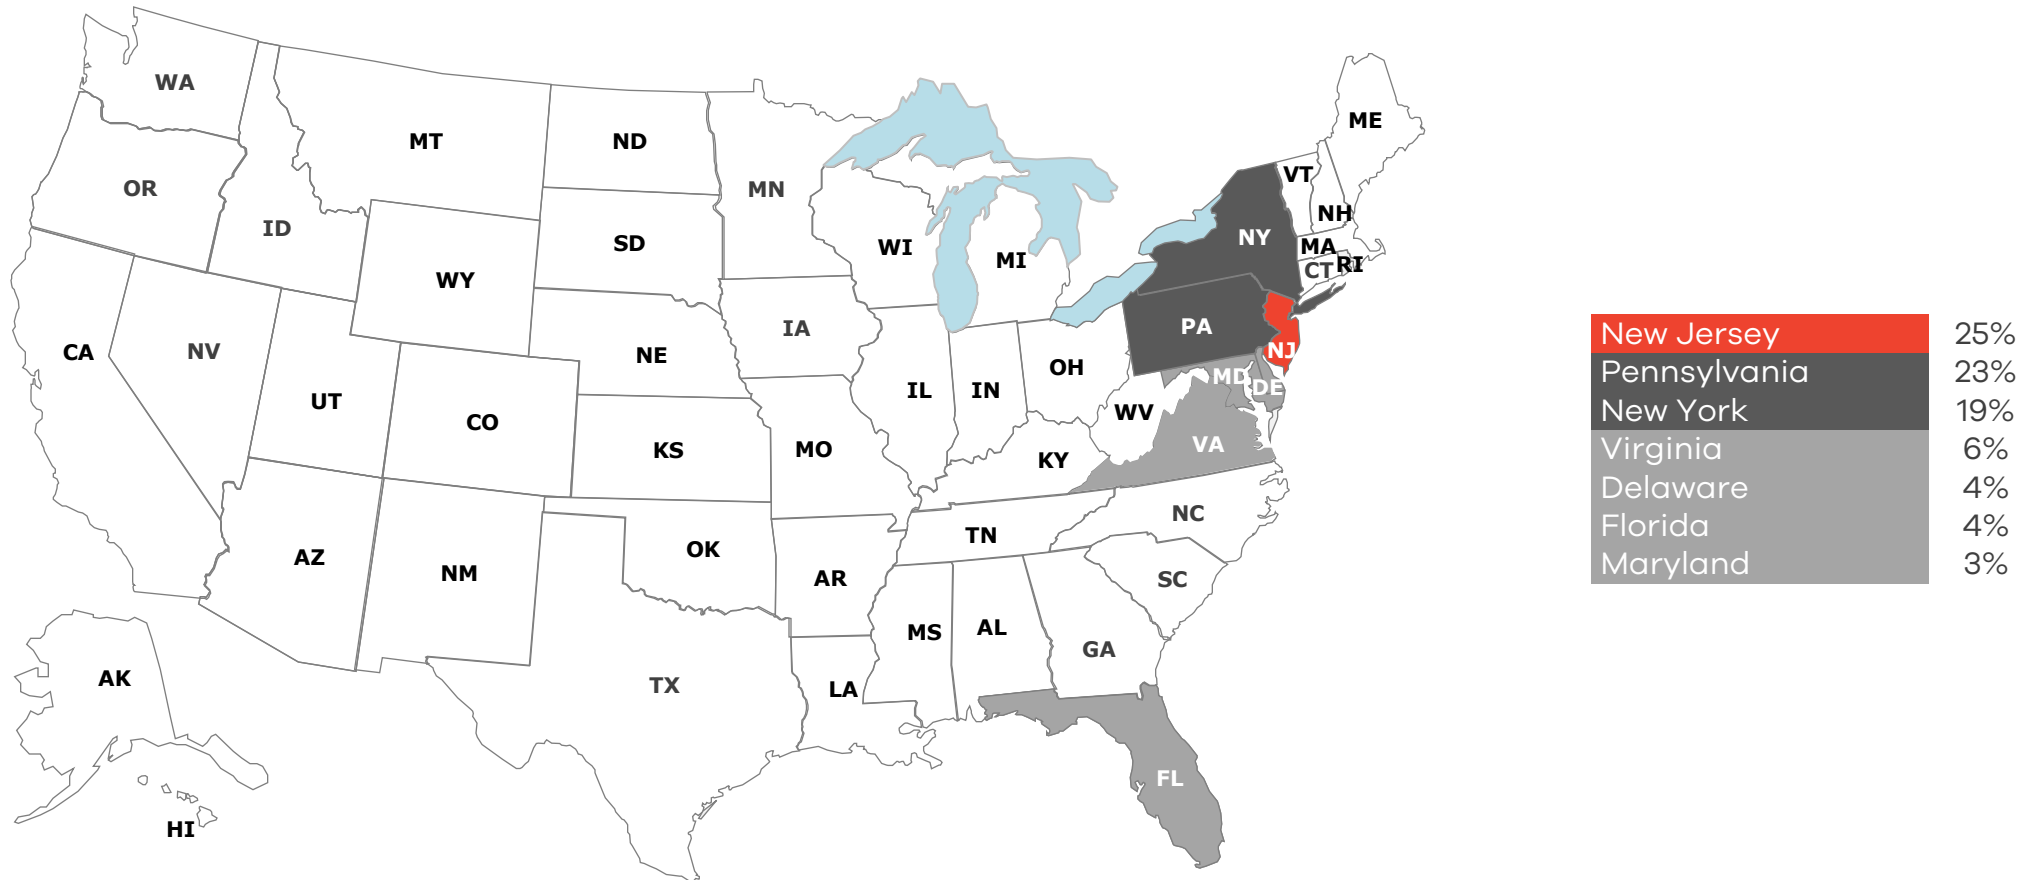 WA
MT
ND
MN
OR
ID
SD
WY
WI
MI
NY
VT
ME
NH
MA
CT
RI
CA
NV
UT
CO
NE
IA
IL
IN
OH
PA
NJ
MD
DE
WV
VA
KS
MO
KY
AZ
NM
OK
AR
TN
NC
SC
MS
AL
GA
TX
LA
FL
AK
HI
New Jersey 25%
Pennsylvania 23%
New York 19%
Virginia 6%
Delaware 4%
Florida 4%
Maryland 3%